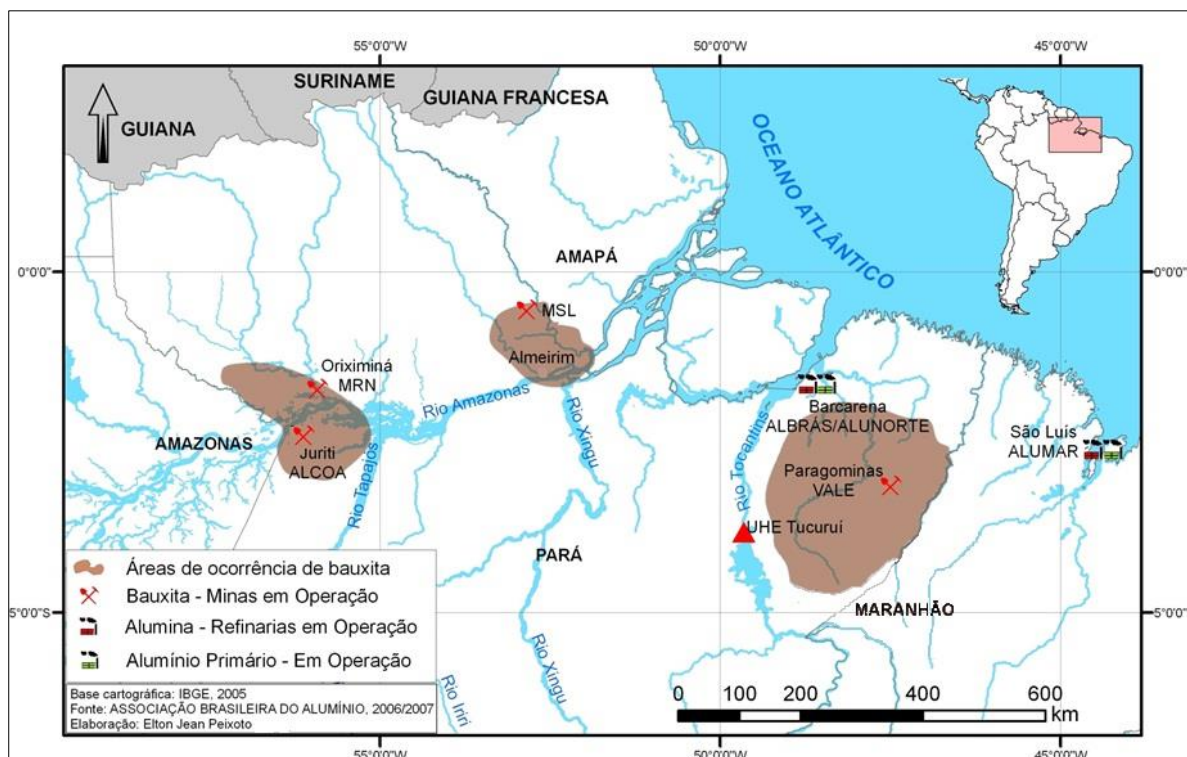 55°0'0"W
50°0'0"W
45°0'0"W
SURINAME
GUIANA FRANCESA
GUIANA
OCEANO ATLÂNTICO
AMAPÁ
0°0'0"
0°0'0"
MSL
Almeirim
Oriximiná
MRN
Rio Amazonas
Rio Xingu
Rio Tocantins
Barcarena
ALBRÁS/ALUNORTE
São Luís
ALUMAR
AMAZONAS
Juriti
ALCOA
Rio Tapajós
Paragominas
VALE
UHE Tucuruí
PARÁ
MARANHÃO
5°0'0"S
5°0'0"S
Áreas de ocorrência de bauxita
Bauxita - Minas em Operação
Alumina - Refinarias em Operação
Alumínio Primário - Em Operação
Rio Xingu
Rio Iriri
Base cartográfica: IBGE, 2005
Fonte: ASSOCIAÇÃO BRASILEIRA DO ALUMÍNIO, 2006/2007
Elaboração: Elton Jean Peixoto
0 100 200 400 600
km
55°0'0"W
50°0'0"W
45°0'0"W